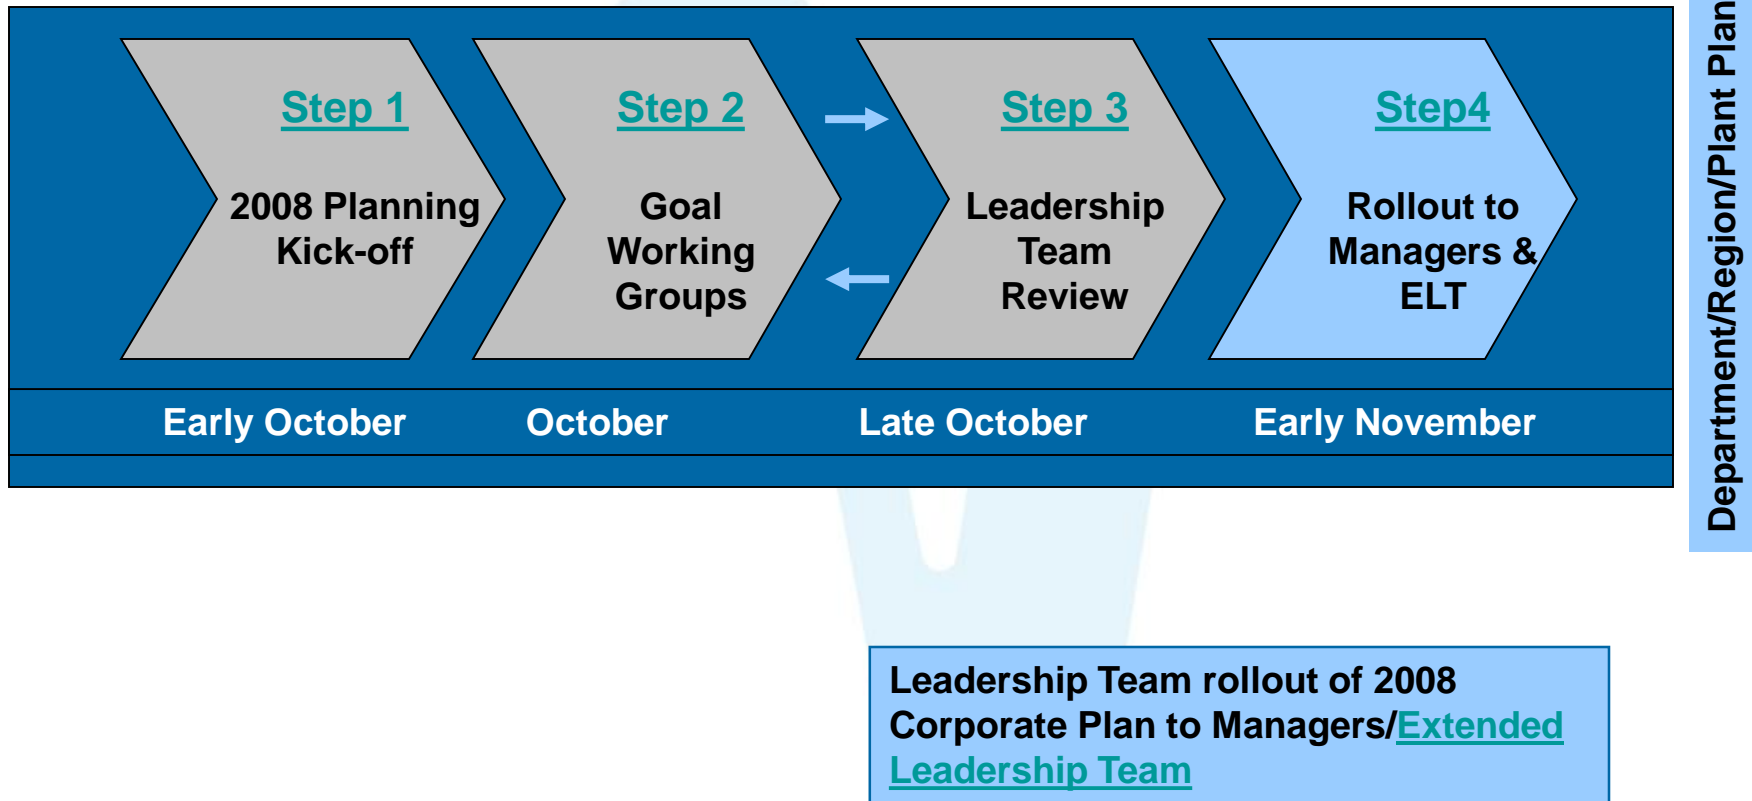 Step 1
2008 Planning
Kick-off
Step 2
Goal
Working
Groups
Step 3
Leadership
Team
Review
Step4
Rollout to
Managers &
ELT
Early October
October
Late October
Early November
Department/Region/Plant Plan
Leadership Team rollout of 2008
Corporate Plan to Managers/Extended
Leadership Team